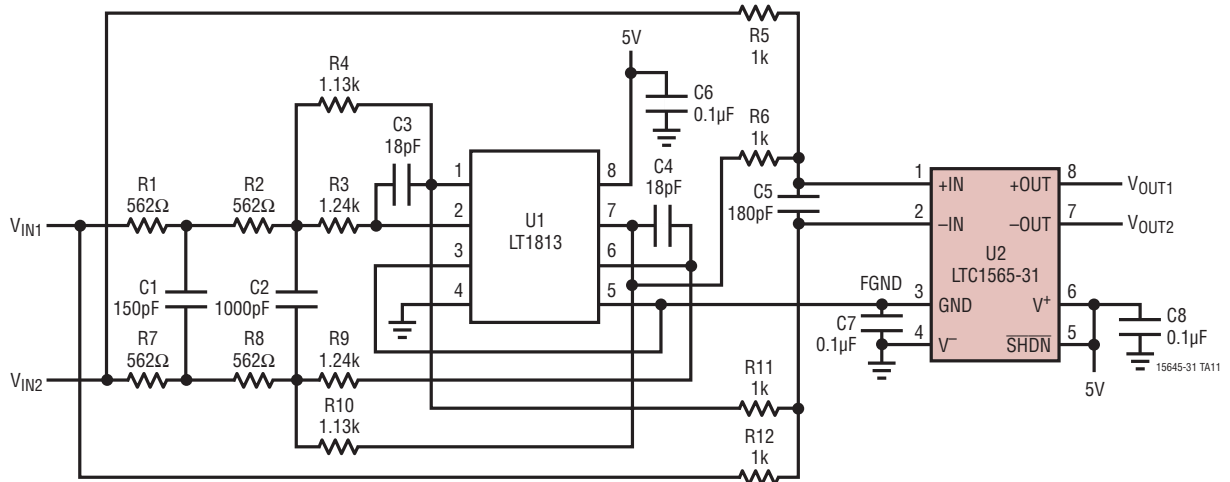 R5
1k
5V
R4
1.13k
C6
0.1µF
C3
18pF
R6
1k
C4
18pF
1
8
R1
562Ω
R2
562Ω
R3
1.24k
C5
180pF
1
+IN
+OUT
8
VOUT1
VIN1
2
7
U1
LT1813
2
–IN
–OUT
7
VOUT2
3
6
U2
LTC1565-31
C1
150pF
C2
1000pF
4
5
FGND
3
GND
V+
6
C8
0.1µF
R7
562Ω
R8
562Ω
R9
1.24k
C7
0.1µF
4
V–
SHDN
5
15645-31 TA11
VIN2
R11
1k
5V
R10
1.13k
R12
1k